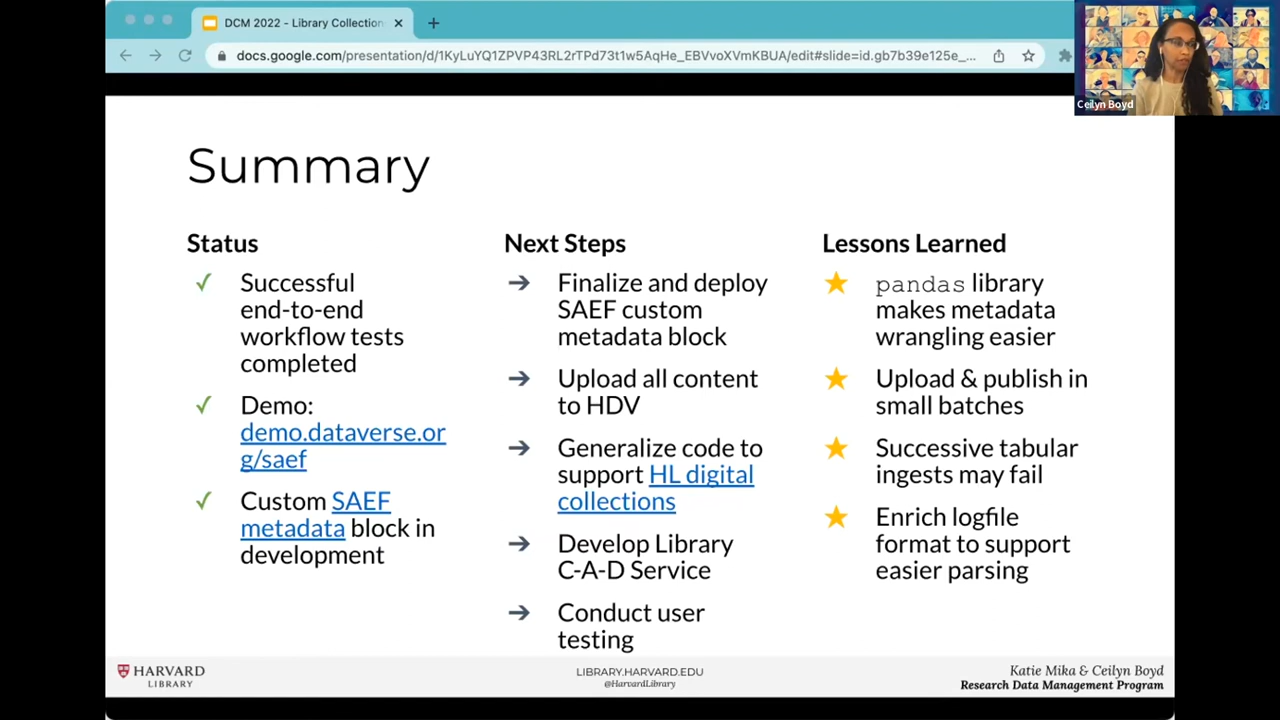 DCM 2022 - Library Collection
docs.google.com/presentation/d/1KyLuYQ1ZPVP43RL2rTPd73t1w5AqHe_EBVvoXVmKBUA/edit#slide=id.gb7b39e125e_...
Ceilyn Boyd
Summary
Status
Successful
end-to-end
workflow tests
completed
Demo:
demo.dataverse.or
g/saef
Custom SAEF
metadata block in
development
Next Steps
Finalize and deploy
SAEF custom
metadata block
Upload all content
to HDV
Generalize code to
support HL digital
collections
Develop Library
C-A-D Service
Conduct user
testing
Lessons Learned
pandas library
makes metadata
wrangling easier
Upload & publish in
small batches
Successive tabular
ingests may fail
Enrich logfile
format to support
easier parsing
HARVARD
LIBRARY
LIBRARY.HARVARD.EDU
@HarvardLibrary
Katie Mika & Ceilyn Boyd
Research Data Management Program